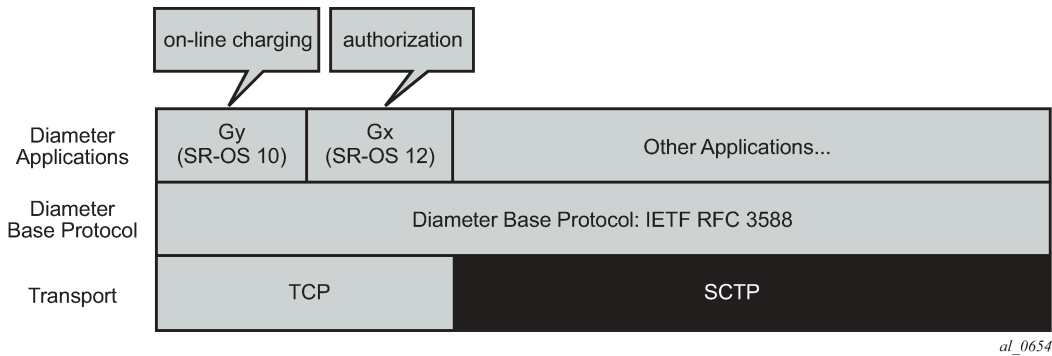 on-line charging
authorization
Diameter
Applications
Gy
(SR-OS 10)
Gx
(SR-OS 12)
Other Applications...
Diameter
Base Protocol
Diameter Base Protocol: IETF RFC 3588
Transport
TCP
SCTP
al_0654